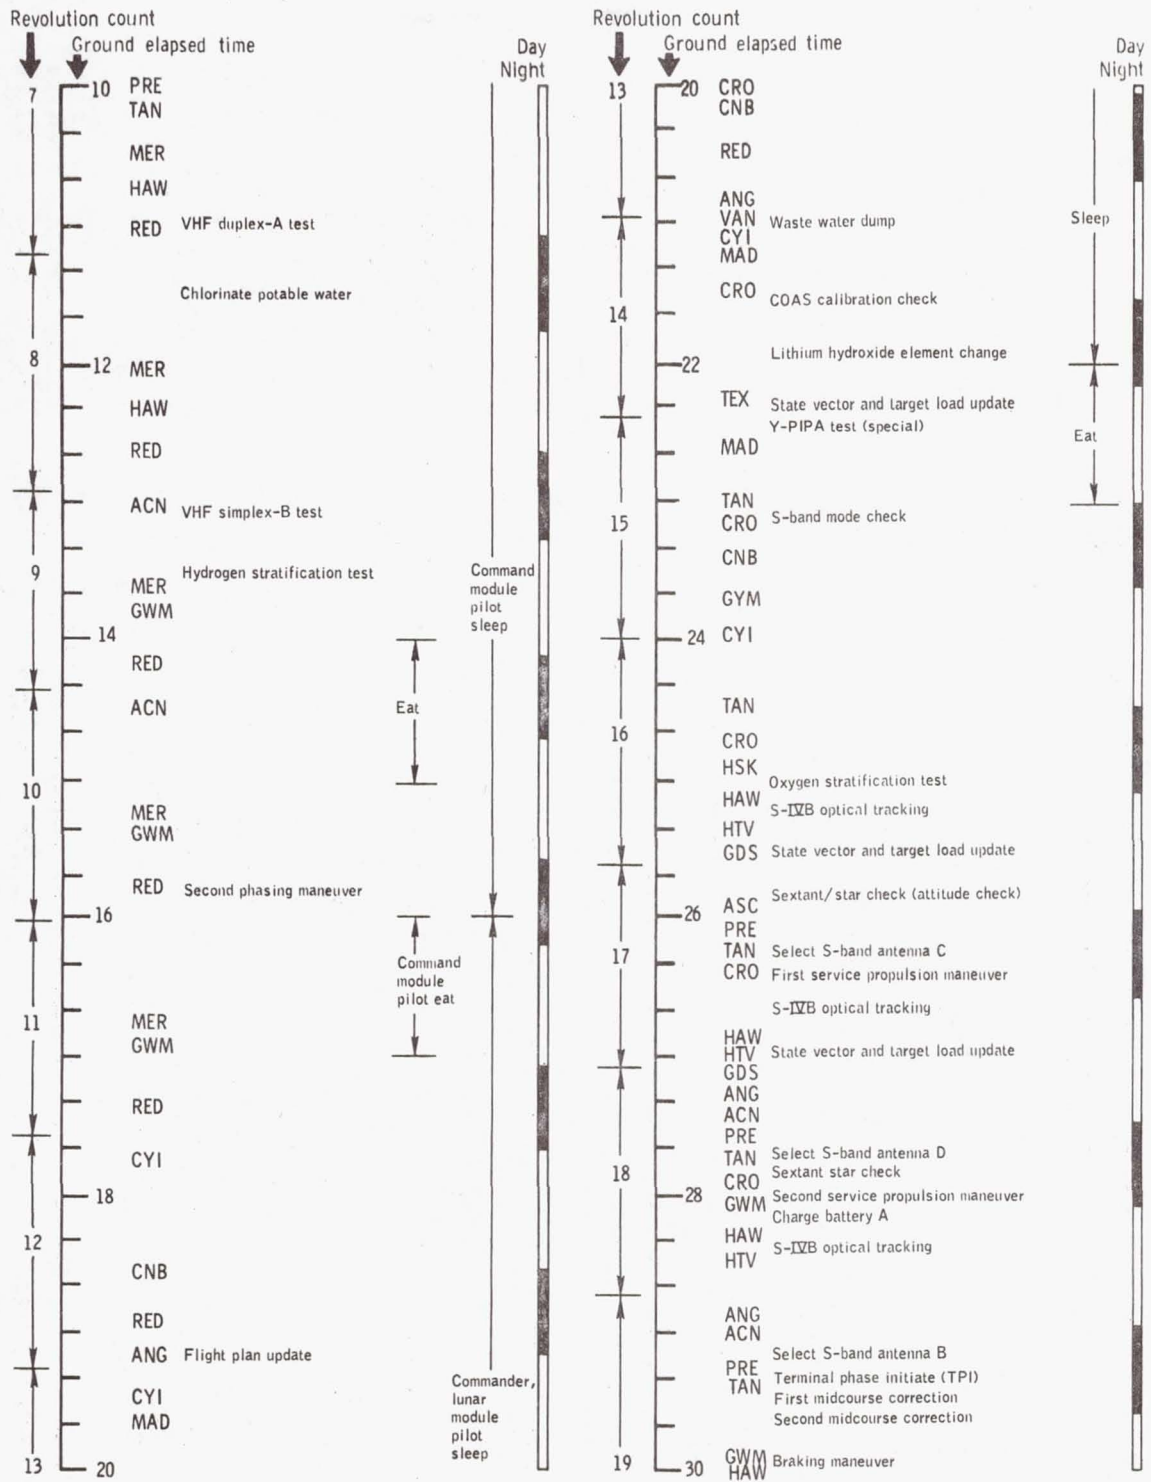 Revolution count
Ground elapsed time
Day
Night
7
10 PRE
TAN
MER
HAW
RED VHF duplex-A test
Chlorinate potable water
8
12 MER
HAW
RED
ACN VHF simplex-B test
9
Hydrogen stratification test
MER
GWM
Command
module
pilot
sleep
14
RED
ACN
Eat
10
MER
GWM
RED Second phasing maneuver
16
Command
module
pilot eat
11
MER
GWM
RED
CYI
18
12
CNB
RED
ANG Flight plan update
CYI
MAD
Commander,
lunar
module
pilot
sleep
13
20
Revolution count
Ground elapsed time
Day
Night
13
20 CRO
CNB
RED
ANG
VAN Waste water dump
CYI
MAD
Sleep
CRO COAS calibration check
14
Lithium hydroxide element change
22
TEX State vector and target load update
Y-PIPA test (special)
MAD
Eat
TAN
CRO S-band mode check
15
CNB
GYM
24 CYI
TAN
16
CRO
HSK
Oxygen stratification test
HAW S-IVB optical tracking
HTV
GDS State vector and target load update
Sextant/star check (attitude check)
26 ASC
PRE
TAN Select S-band antenna C
17
CRO First service propulsion maneuver
S-IVB optical tracking
HAW
HTV State vector and target load update
GDS
ANG
ACN
PRE
Select S-band antenna D
TAN
Sextant star check
18
CRO
28 Second service propulsion maneuver
GWM
Charge battery A
HAW
S-IVB optical tracking
HTV
ANG
ACN
Select S-band antenna B
PRE
Terminal phase initiate (TPI)
TAN
First midcourse correction
Second midcourse correction
19
GWM Braking maneuver
30 HAW